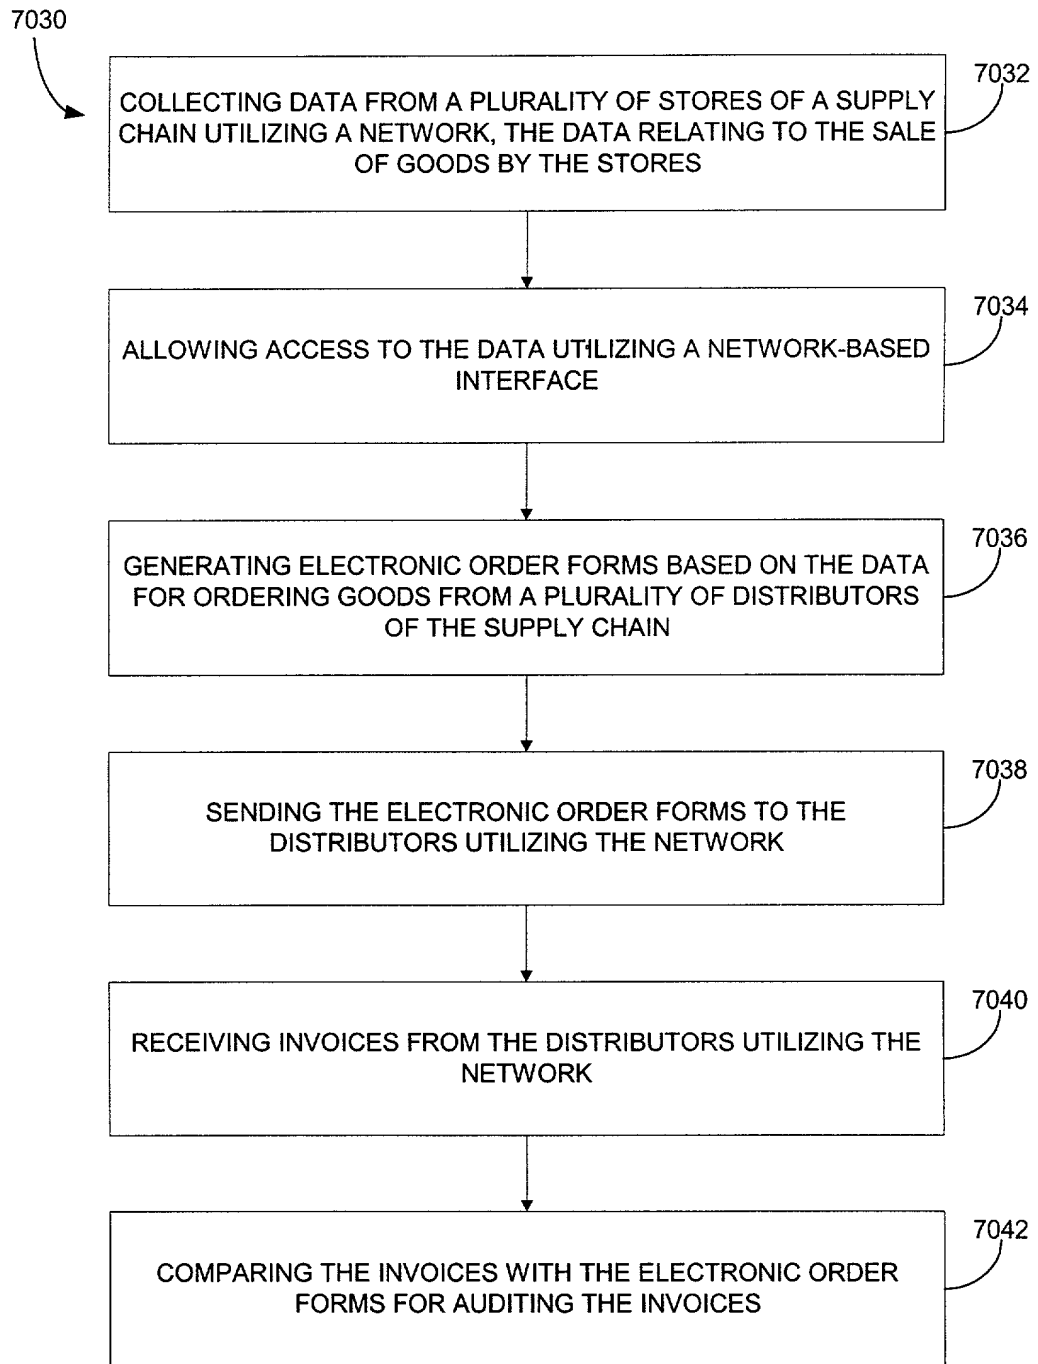 7030
7032
COLLECTING DATA FROM A PLURALITY OF STORES OF A SUPPLY
CHAIN UTILIZING A NETWORK, THE DATA RELATING TO THE SALE
OF GOODS BY THE STORES
7034
ALLOWING ACCESS TO THE DATA UTILIZING A NETWORK-BASED
INTERFACE
7036
GENERATING ELECTRONIC ORDER FORMS BASED ON THE DATA
FOR ORDERING GOODS FROM A PLURALITY OF DISTRIBUTORS
OF THE SUPPLY CHAIN
7038
SENDING THE ELECTRONIC ORDER FORMS TO THE
DISTRIBUTORS UTILIZING THE NETWORK
7040
RECEIVING INVOICES FROM THE DISTRIBUTORS UTILIZING THE
NETWORK
7042
COMPARING THE INVOICES WITH THE ELECTRONIC ORDER
FORMS FOR AUDITING THE INVOICES